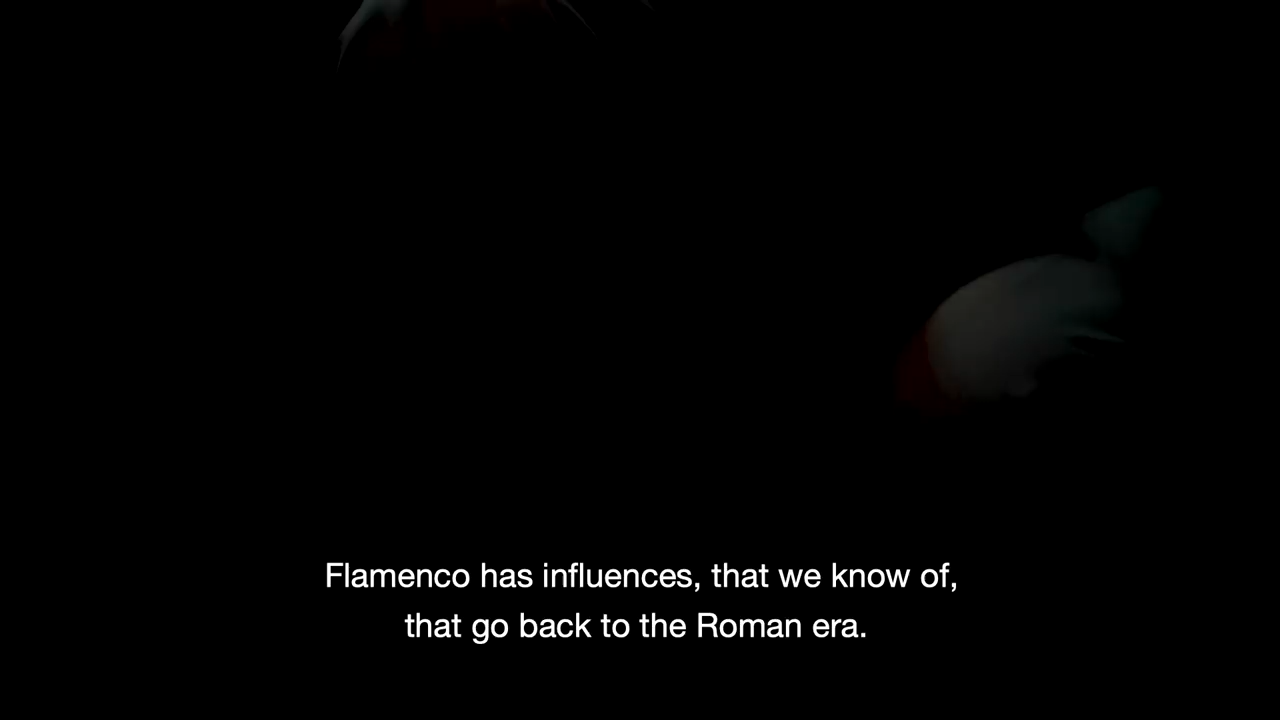 Flamenco has influences, that we know of,
that go back to the Roman era.